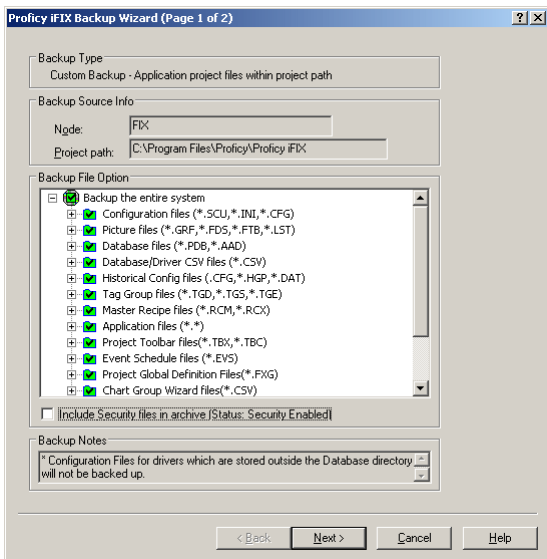 Proficy iFIX Backup Wizard (Page 1 of 2)
Backup Type
Custom Backup - Application project files within project path
Backup Source Info
Node:
FIX
Project path:
C:\Program Files\Proficy\Proficy iFIX
Backup File Option
Backup the entire system
Configuration files (*.SCU,*.INI,*.CFG)
Picture files (*.GRF,*.FDS,*.FTB,*.LST)
Database files (*.PDB,*.AAD)
Database/Driver CSV files (*.CSV)
Historical Config files (.CFG,*.HGP,*.DAT)
Tag Group files (*.TGD,*.TGS,*.TGE)
Master Recipe files (*.RCM,*.RCX)
Application files (*.*)
Project Toolbar files(*.TBX,*.TBC)
Event Schedule files (*.EVS)
Project Global Definition Files(*.FXG)
Chart Group Wizard files(*.CSV)
Include Security files in archive (Status: Security Enabled)
Backup Notes
* Configuration Files for drivers which are stored outside the Database directory
will not be backed up.
< Back
Next >
Cancel
Help